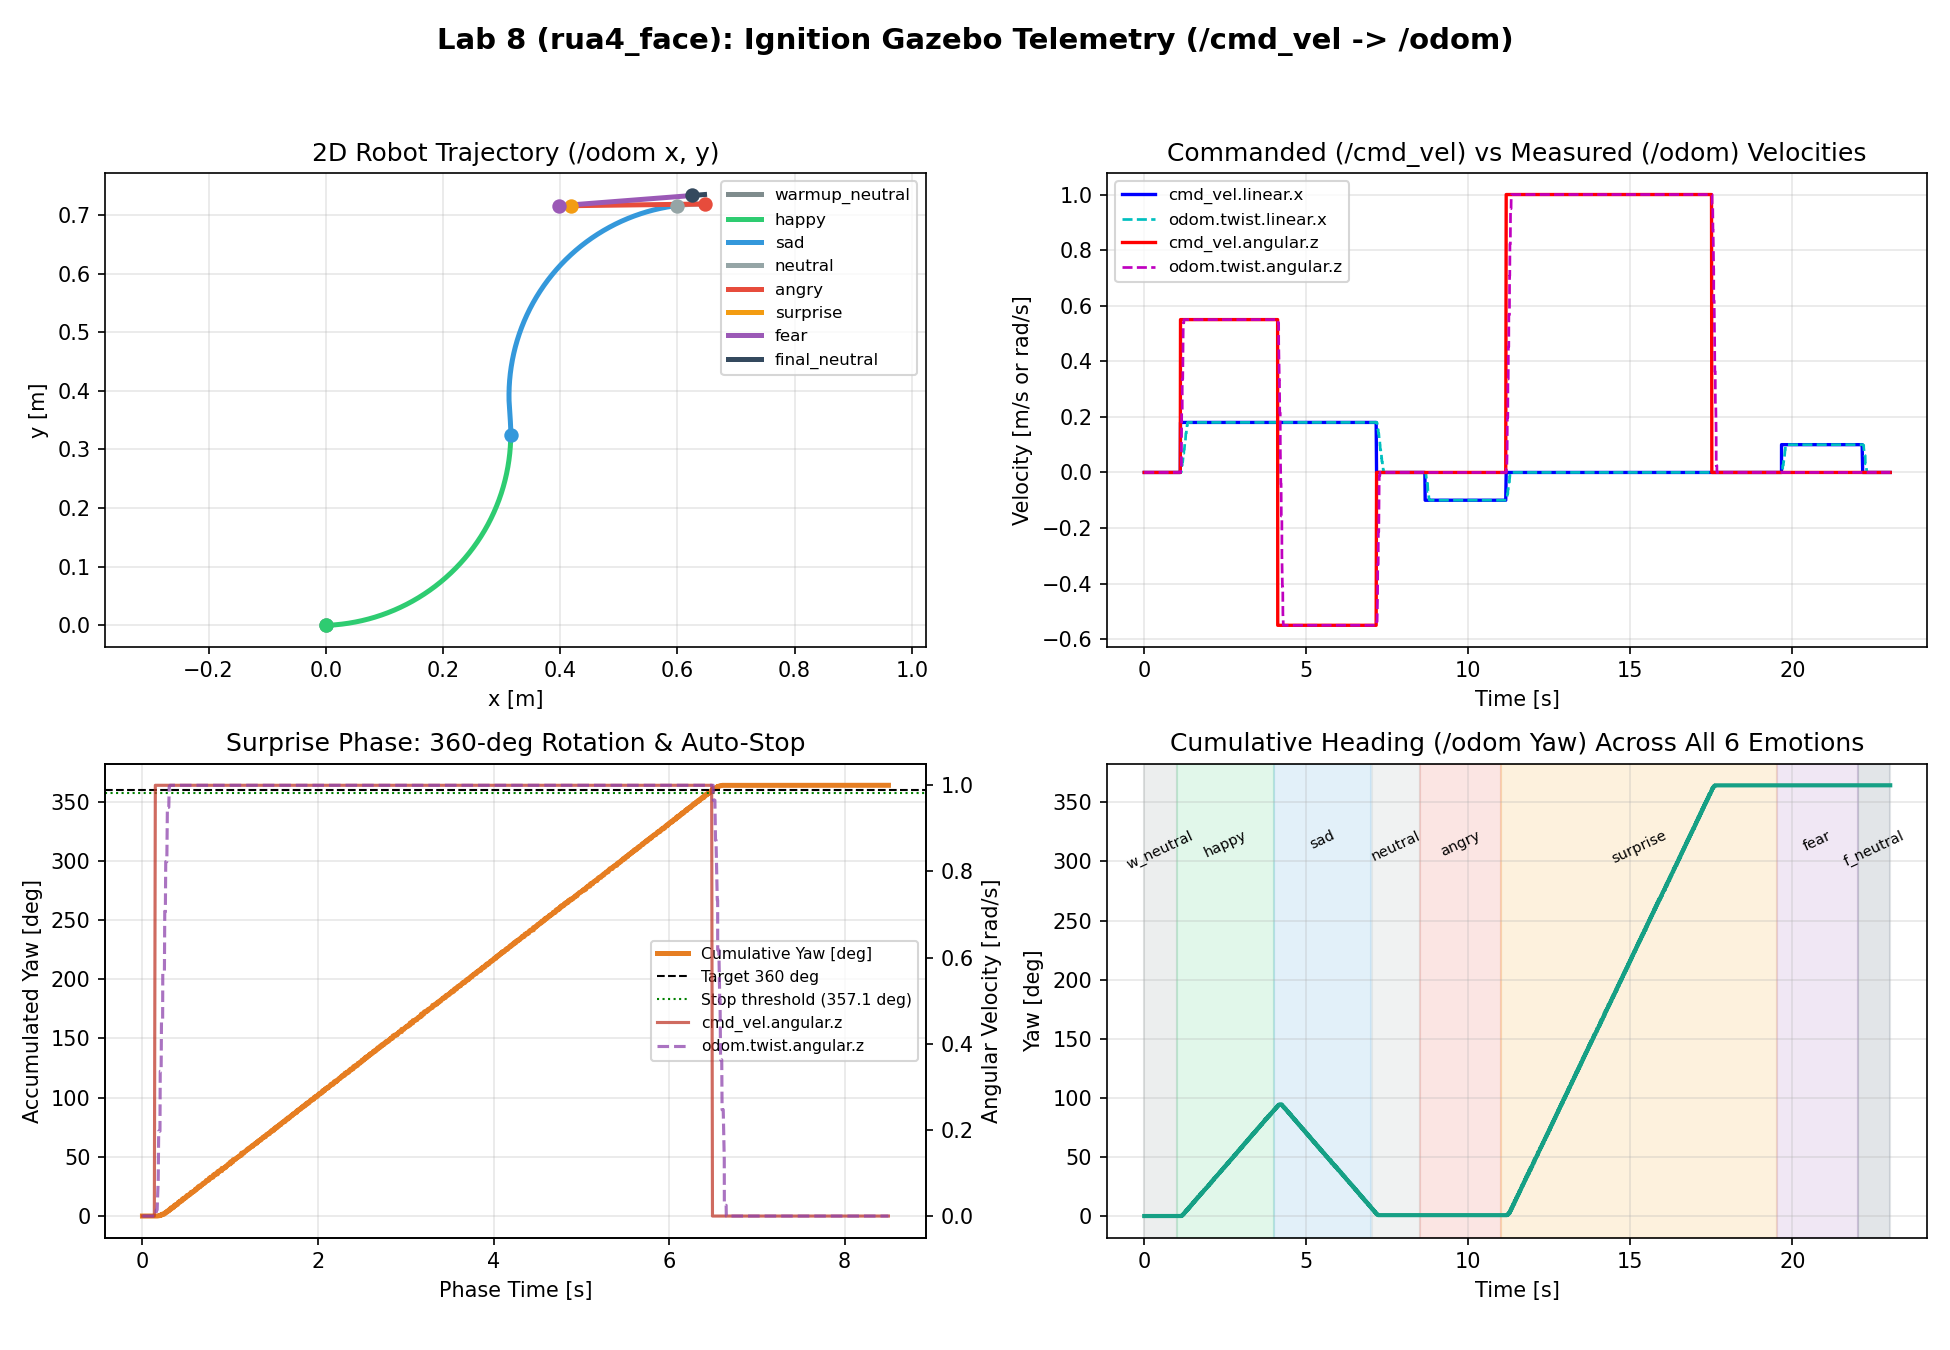 Lab 8 (rua4_face): Ignition Gazebo Telemetry (/cmd_vel -> /odom)
2D Robot Trajectory (/odom x, y)
y [m]
0.7
0.6
0.5
0.4
0.3
0.2
0.1
0.0
−0.2
0.0
0.2
0.4
0.6
0.8
1.0
x [m]
warmup_neutral
happy
sad
neutral
angry
surprise
fear
final_neutral
Commanded (/cmd_vel) vs Measured (/odom) Velocities
Velocity [m/s or rad/s]
1.0
0.8
0.6
0.4
0.2
0.0
−0.2
−0.4
−0.6
0
5
10
15
20
Time [s]
cmd_vel.linear.x
odom.twist.linear.x
cmd_vel.angular.z
odom.twist.angular.z
Surprise Phase: 360-deg Rotation & Auto-Stop
Accumulated Yaw [deg]
350
300
250
200
150
100
50
0
0
2
4
6
8
Phase Time [s]
1.0
0.8
0.6
0.4
0.2
0.0
Angular Velocity [rad/s]
Cumulative Yaw [deg]
Target 360 deg
Stop threshold (357.1 deg)
cmd_vel.angular.z
odom.twist.angular.z
Cumulative Heading (/odom Yaw) Across All 6 Emotions
Yaw [deg]
350
300
250
200
150
100
50
0
w_neutral
happy
sad
neutral
angry
surprise
fear
f_neutral
0
5
10
15
20
Time [s]